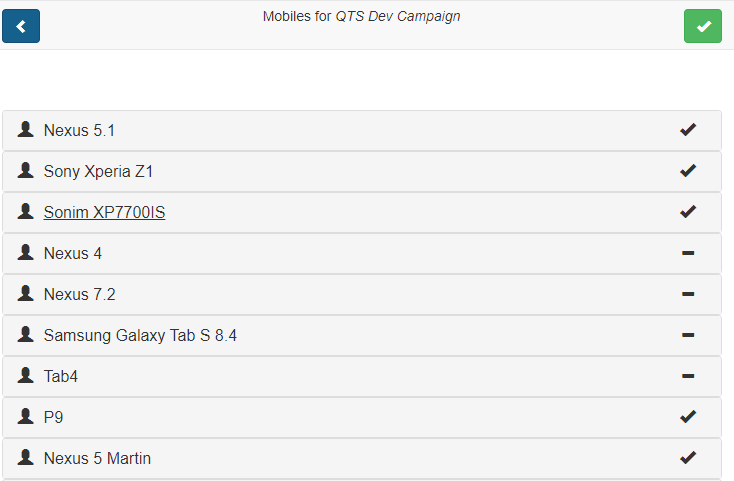 Mobiles for QTS Dev Campaign
Nexus 5.1
Sony Xperia Z1
Sonim XP7700IS
Nexus 4
Nexus 7.2
Samsung Galaxy Tab S 8.4
Tab4
P9
Nexus 5 Martin